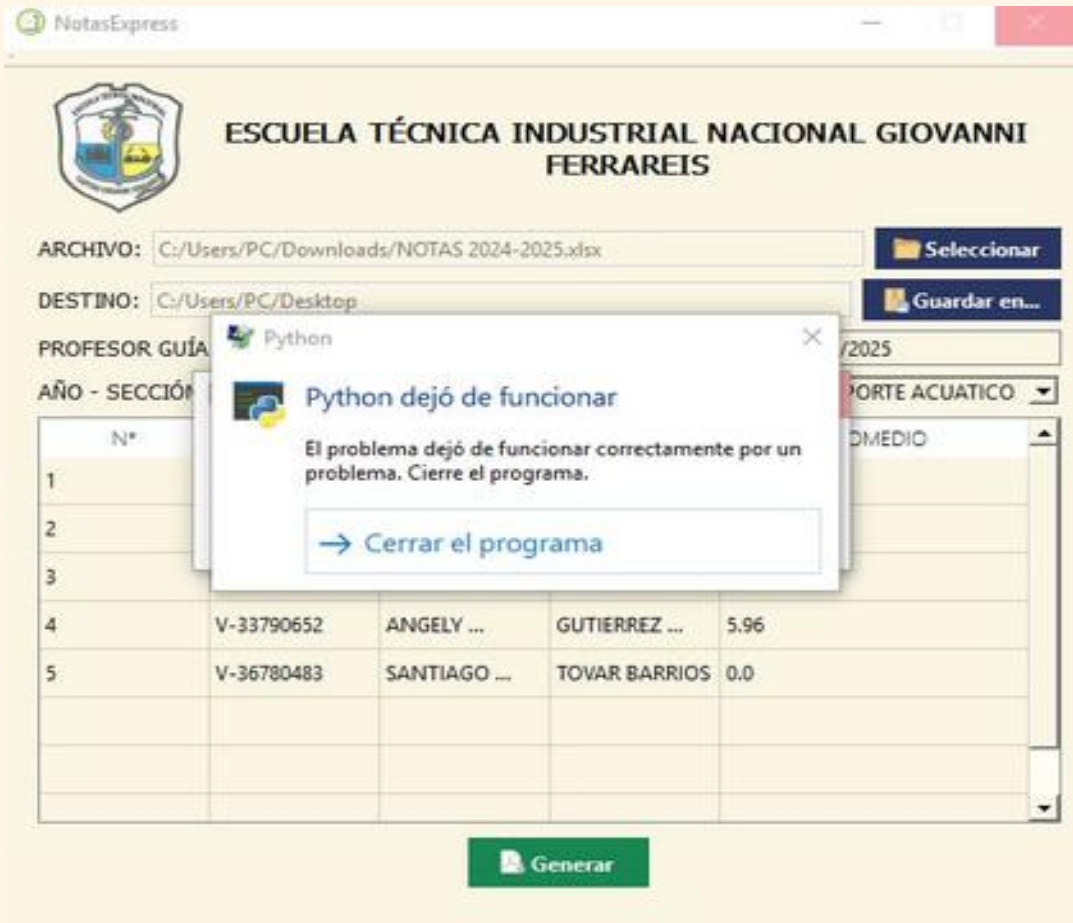 NotasExpress
ESCUELA TÉCNICA INDUSTRIAL NACIONAL GIOVANNI
FERRAREIS
ARCHIVO: C:/Users/PC/Downloads/NOTAS 2024-2025.xlsx Seleccionar
DESTINO: C:/Users/PC/Desktop Guardar en...
PROFESOR GUÍA /2025
AÑO - SECCIÓN PORTE ACUATICO
Python
Python dejó de funcionar
El problema dejó de funcionar correctamente por un
problema. Cierre el programa.
→ Cerrar el programa
N° OMEDIO
1
2
3
4 V-33790652 ANGELY ... GUTIERREZ ... 5.96
5 V-36780483 SANTIAGO ... TOVAR BARRIOS 0.0
Generar